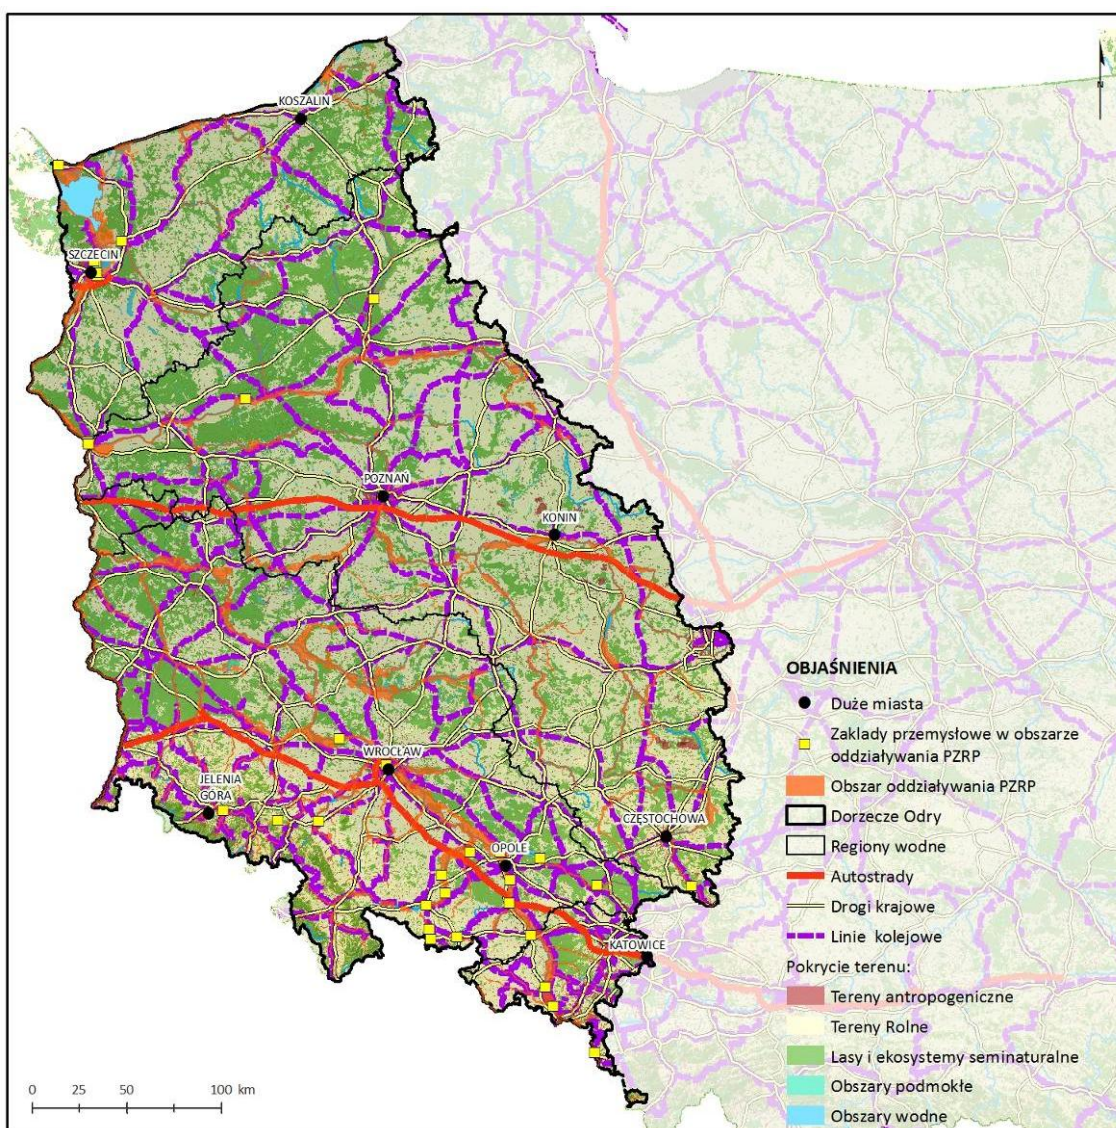 KOSZALIN
SZCZECIN
POZNAŃ
KONIN
WROCŁAW
JELENIA
GÓRA
CZĘSTOCHOWA
OPOLE
KATOWICE
N
OBJAŚNIENIA
Duże miasta
Zakłady przemysłowe w obszarze
oddziaływania PZRP
Obszar oddziaływania PZRP
Dorzecze Odry
Regiony wodne
Autostrady
Drogi krajowe
Linie kolejowe
Pokrycie terenu:
Tereny antropogeniczne
Tereny Rolne
Lasy i ekosystemy seminaturalne
Obszary podmokłe
Obszary wodne
0 25 50 100 km